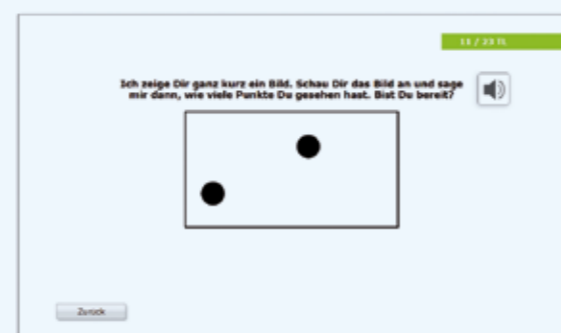 11 / 23 TL
Ich zeige Dir ganz kurz ein Bild. Schau Dir das Bild an und sage
mir dann, wie viele Punkte Du gesehen hast. Bist Du bereit?
Zurück